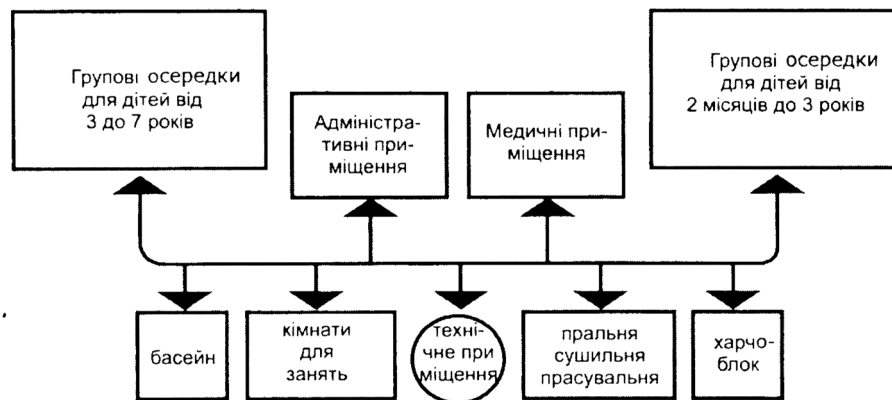 Групові осередки
для дітей від
3 до 7 років
Адміністра-
тивні при-
міщення
Медичні при-
міщення
Групові осередки
для дітей від
2 місяців до 3 років
басейн
кімнати
для
занять
техні-
чне при
міщення
пральня
сушильня
прасувальня
харчо-
блок